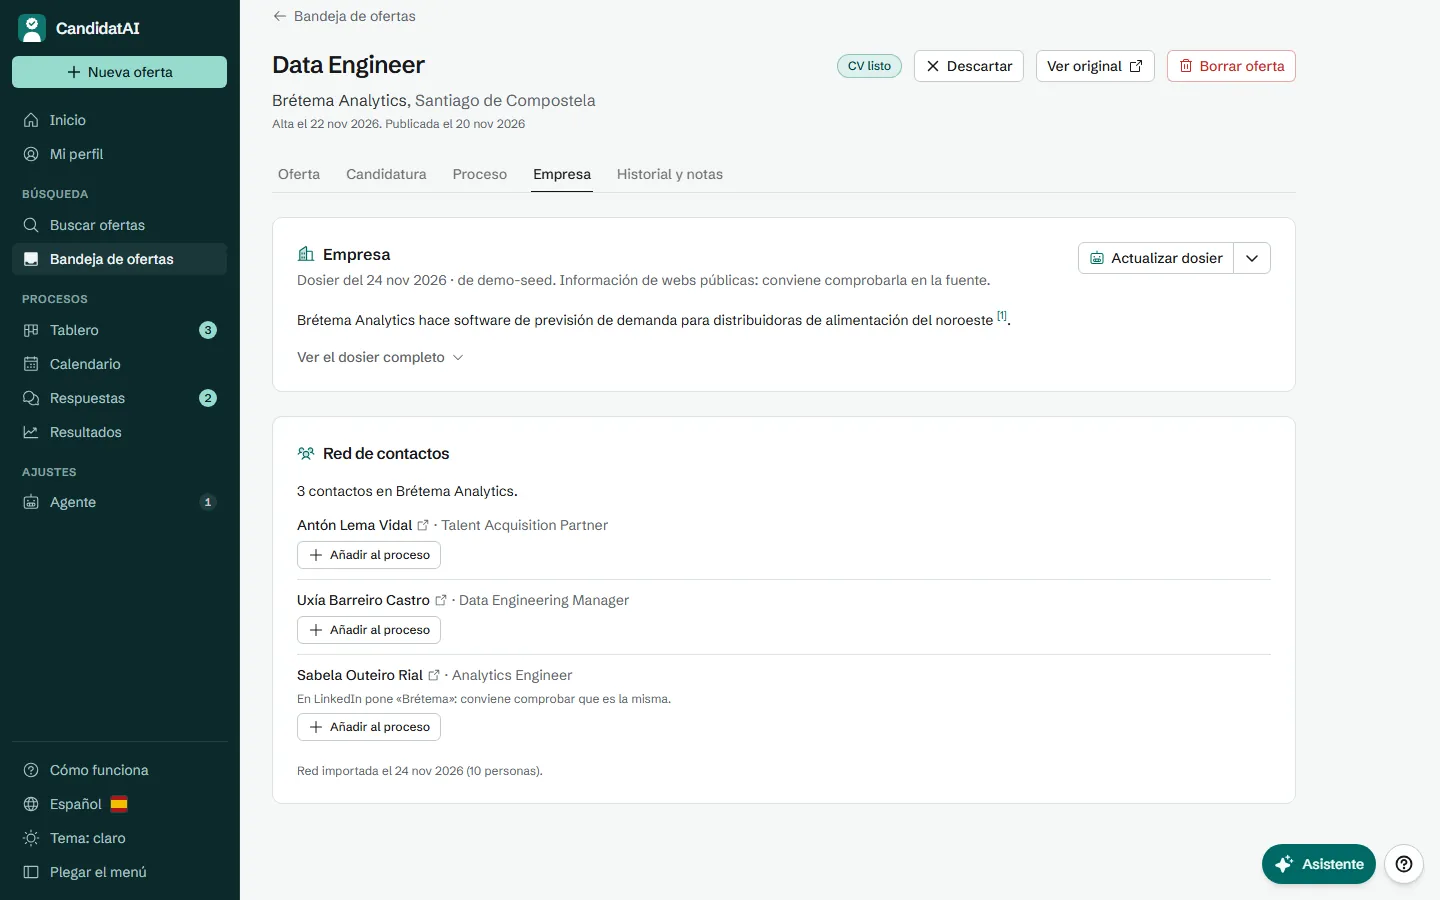 CandidatAI
Nueva oferta
Inicio
Mi perfil
BÚSQUEDA
Buscar ofertas
Bandeja de ofertas
PROCESOS
Tablero 3
Calendario
Respuestas 2
Resultados
AJUSTES
Agente 1
Cómo funciona
Español
Tema: claro
Plegar el menú
Bandeja de ofertas
Data Engineer
CV listo
Descartar
Ver original
Borrar oferta
Brétema Analytics, Santiago de Compostela
Alta el 22 nov 2026. Publicada el 20 nov 2026
Oferta Candidatura Proceso Empresa Historial y notas
Empresa
Actualizar dosier
Dosier del 24 nov 2026 · de demo-seed. Información de webs públicas: conviene comprobarla en la fuente.
Brétema Analytics hace software de previsión de demanda para distribuidoras de alimentación del noroeste [1].
Ver el dosier completo
Red de contactos
3 contactos en Brétema Analytics.
Antón Lema Vidal · Talent Acquisition Partner
Añadir al proceso
Uxía Barreiro Castro · Data Engineering Manager
Añadir al proceso
Sabela Outeiro Rial · Analytics Engineer
En LinkedIn pone «Brétema»: conviene comprobar que es la misma.
Añadir al proceso
Red importada el 24 nov 2026 (10 personas).
Asistente